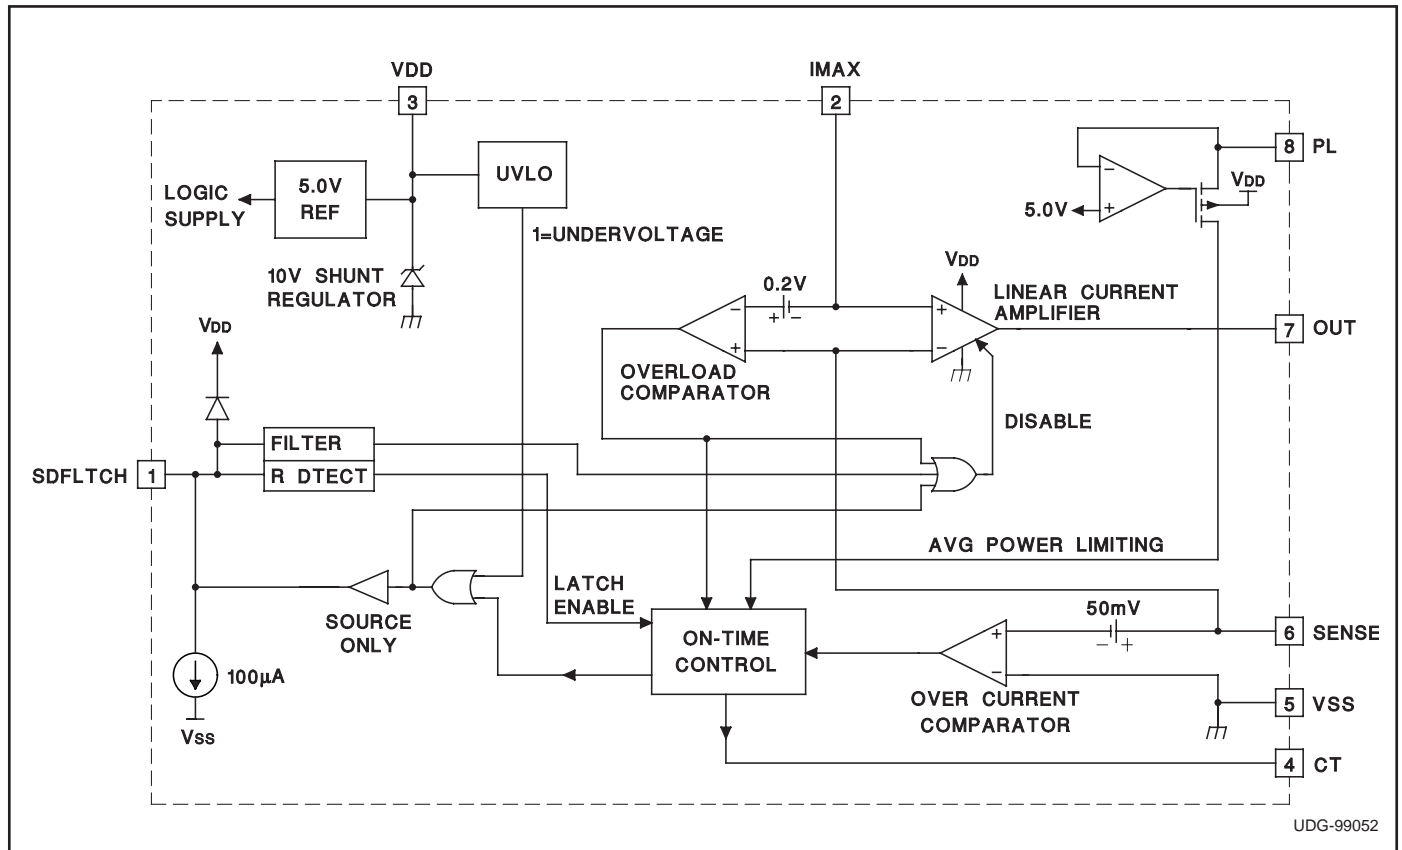 VDD
3
IMAX
2
8 PL
VDD
5.0V
−
+
LOGIC
SUPPLY
5.0V
REF
UVLO
1=UNDERVOLTAGE
10V SHUNT
REGULATOR
VDD
0.2V
+ −
−
+
OVERLOAD
COMPARATOR
VDD
+
−
LINEAR CURRENT
AMPLIFIER
7 OUT
DISABLE
FILTER
R DTECT
SDFLTCH 1
AVG POWER LIMITING
LATCH
ENABLE
SOURCE
ONLY
ON-TIME
CONTROL
50mV
− +
+
−
6 SENSE
OVER CURRENT
COMPARATOR
5 VSS
100µA
VSS
4 CT
UDG-99052